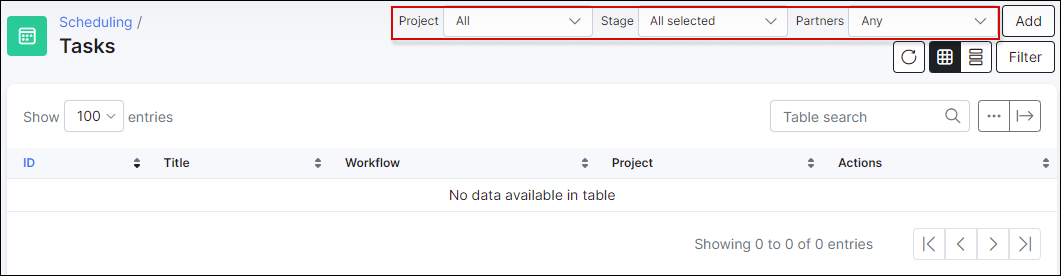 Scheduling /
Tasks
Project All Stage All selected Partners Any Add
Filter
Show 100 entries
Table search
ID Title Workflow Project Actions
No data available in table
Showing 0 to 0 of 0 entries